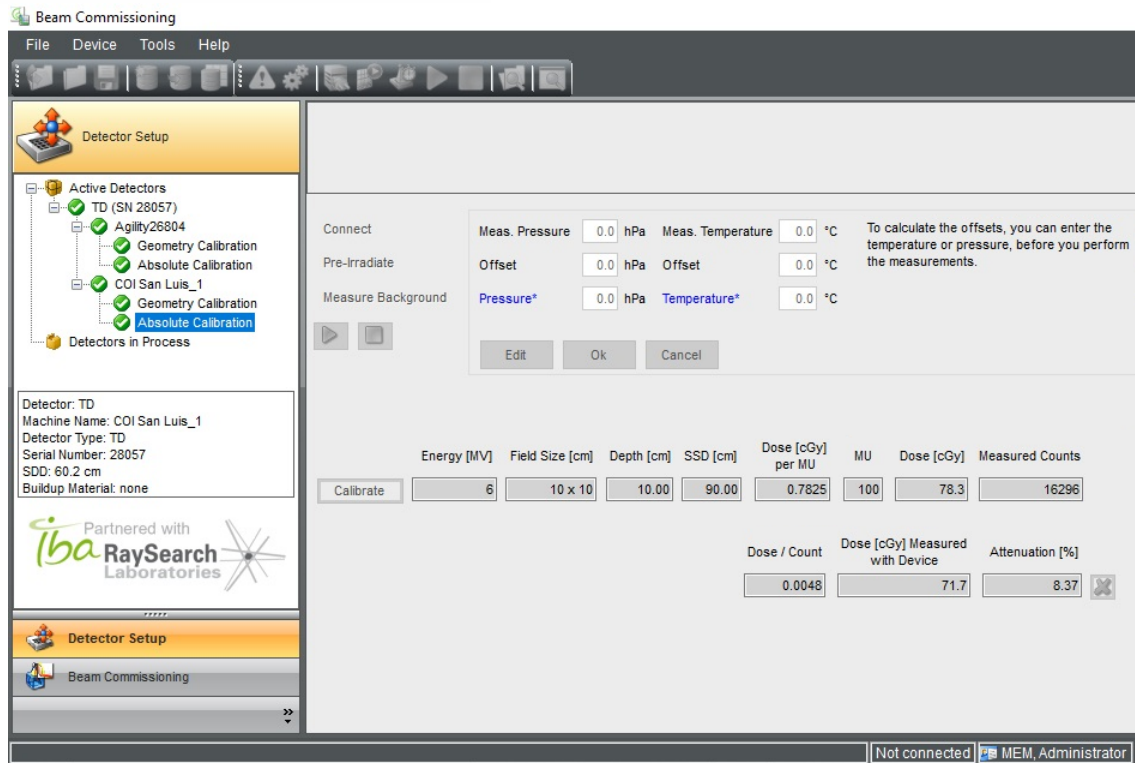 Beam Commissioning
File Device Tools Help
Detector Setup
Active Detectors
TD (SN 28057)
Agility26804
Geometry Calibration
Absolute Calibration
COI San Luis_1
Geometry Calibration
Absolute Calibration
Detectors in Process
Detector: TD
Machine Name: COI San Luis_1
Detector Type: TD
Serial Number: 28057
SDD: 60.2 cm
Buildup Material: none
iba Partnered with
RaySearch
Laboratories
Detector Setup
Beam Commissioning
Connect
Pre-Irradiate
Measure Background
Meas. Pressure 0.0 hPa Meas. Temperature 0.0 °C
Offset 0.0 hPa Offset 0.0 °C
Pressure* 0.0 hPa Temperature* 0.0 °C
Edit Ok Cancel
To calculate the offsets, you can enter the
temperature or pressure, before you perform
the measurements.
Energy [MV] Field Size [cm] Depth [cm] SSD [cm] Dose [cGy] per MU MU Dose [cGy] Measured Counts
Calibrate 6 10 x 10 10.00 90.00 0.7825 100 78.3 16296
Dose / Count Dose [cGy] Measured with Device Attenuation [%]
0.0048 71.7 8.37
Not connected MEM, Administrator